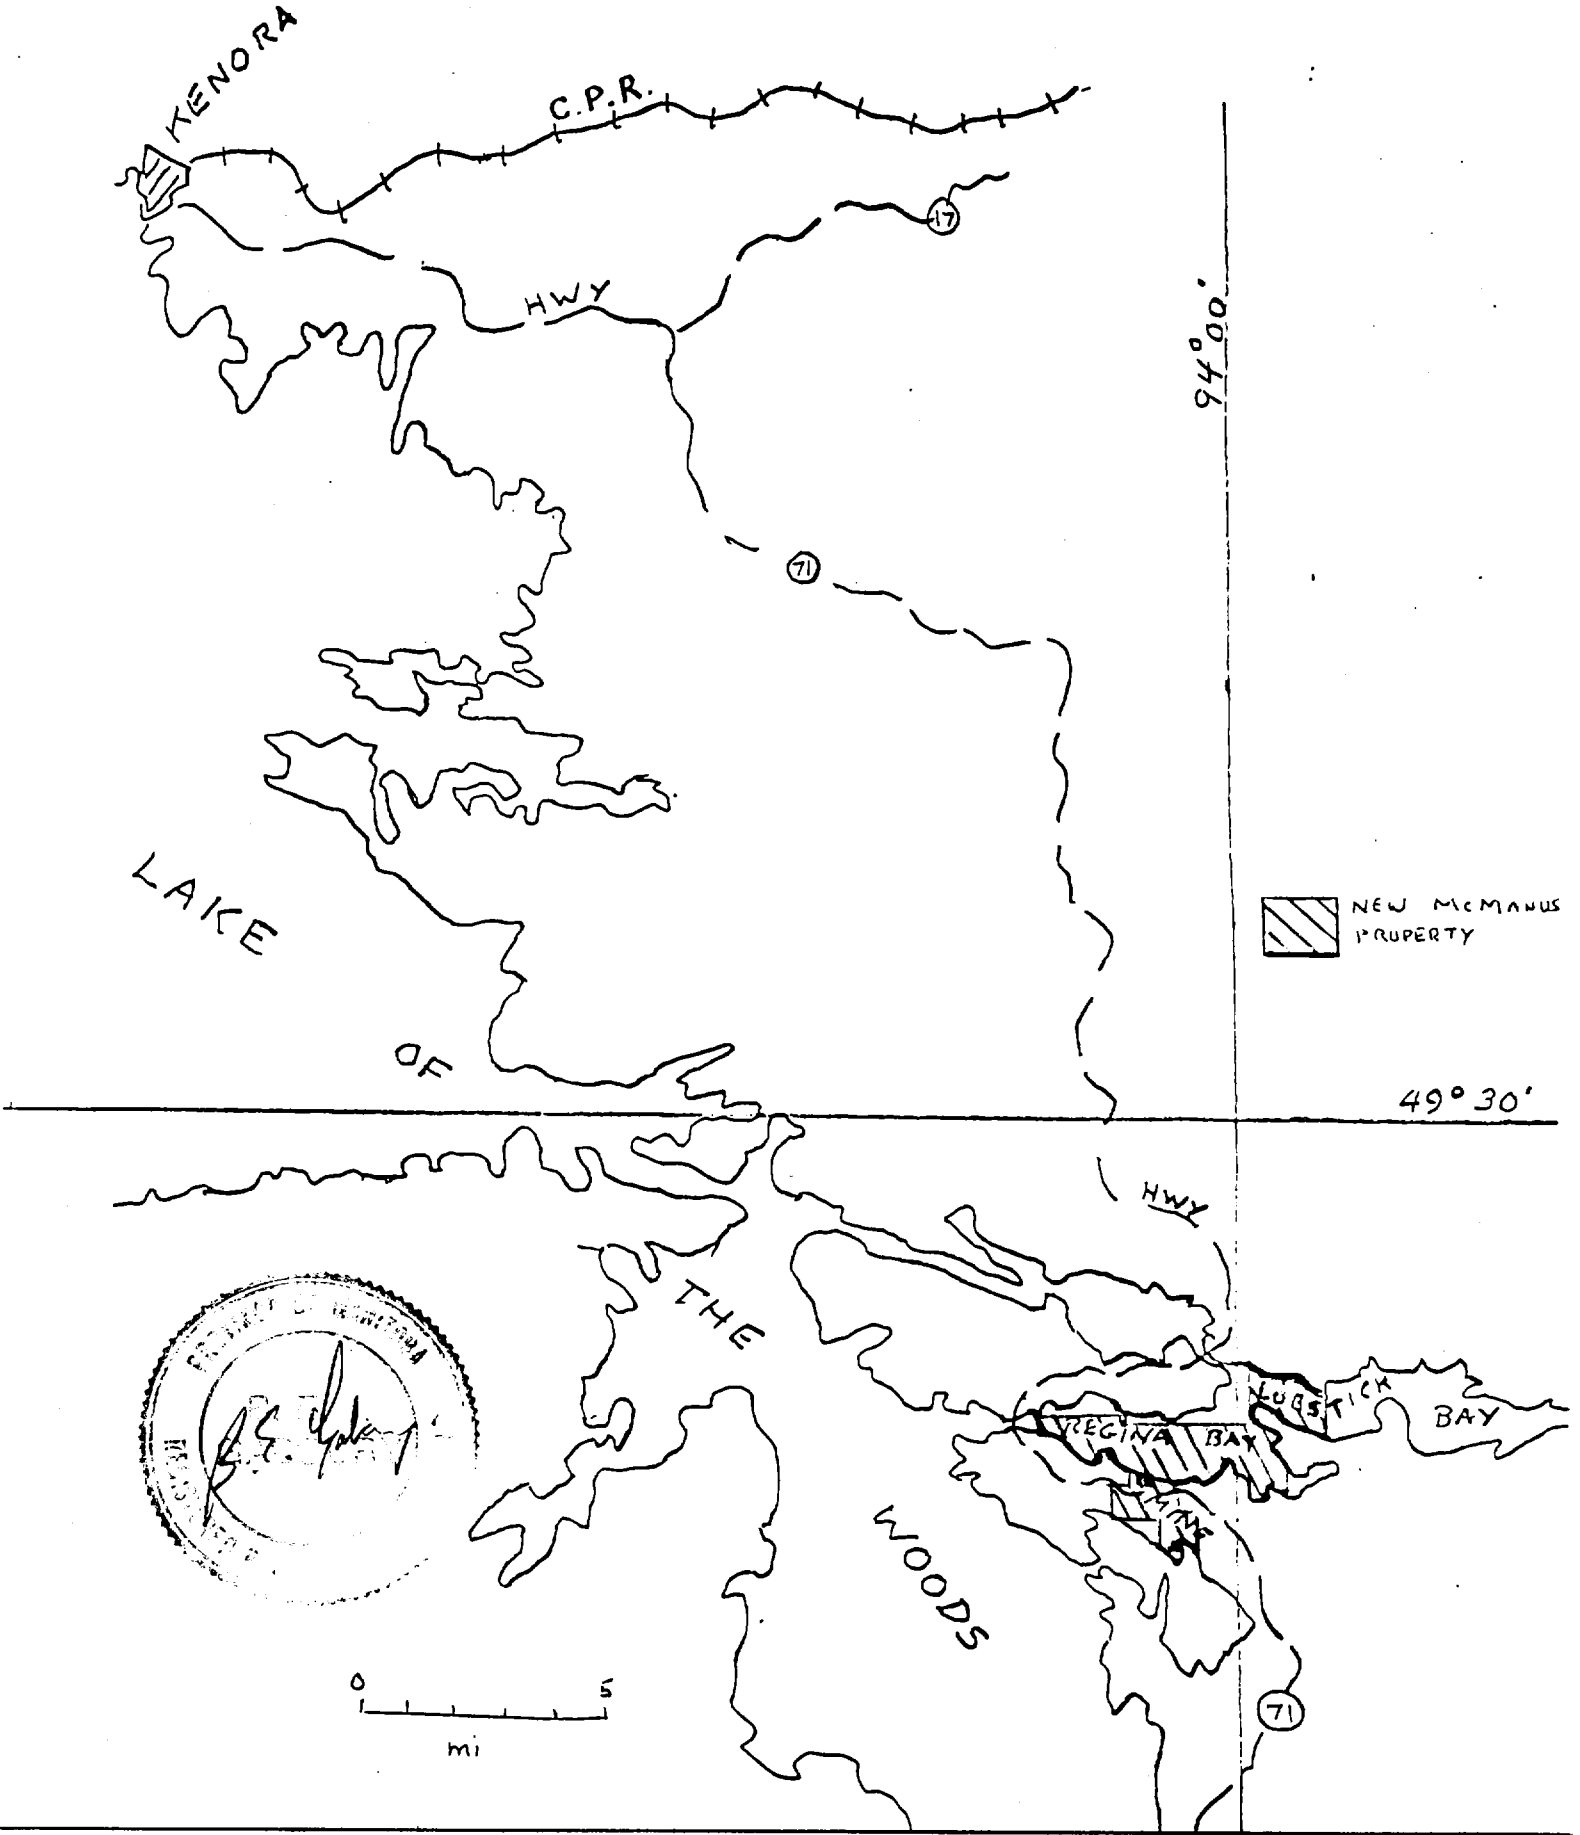 KENORA
C.P.R.
17
HWY
94°00'
71
NEW McMANUS
PROPERTY
LAKE
OF
49°30'
HWY
THE
LUBSTICK
BAY
REGINA BAY
WOODS
0 5
mi
71